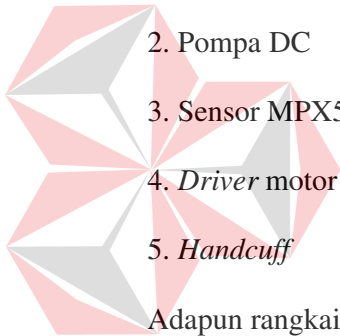 2. Pompa DC
3. Sensor MPX5
4. Driver motor
5. Handcuff
Adapun rangkai